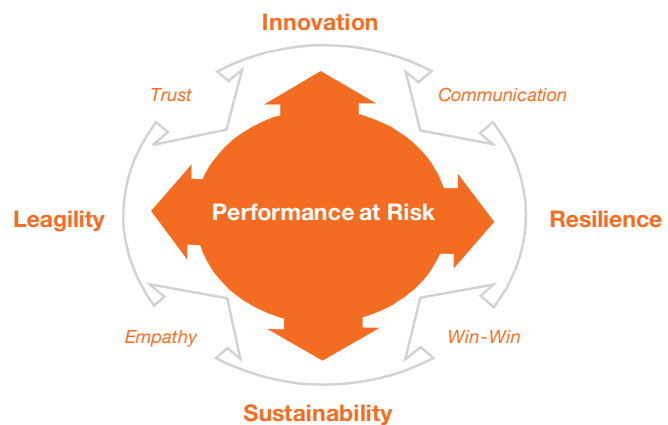 Innovation
Trust
Communication
Leagility
Performance at Risk
Resilience
Empathy
Win-Win
Sustainability